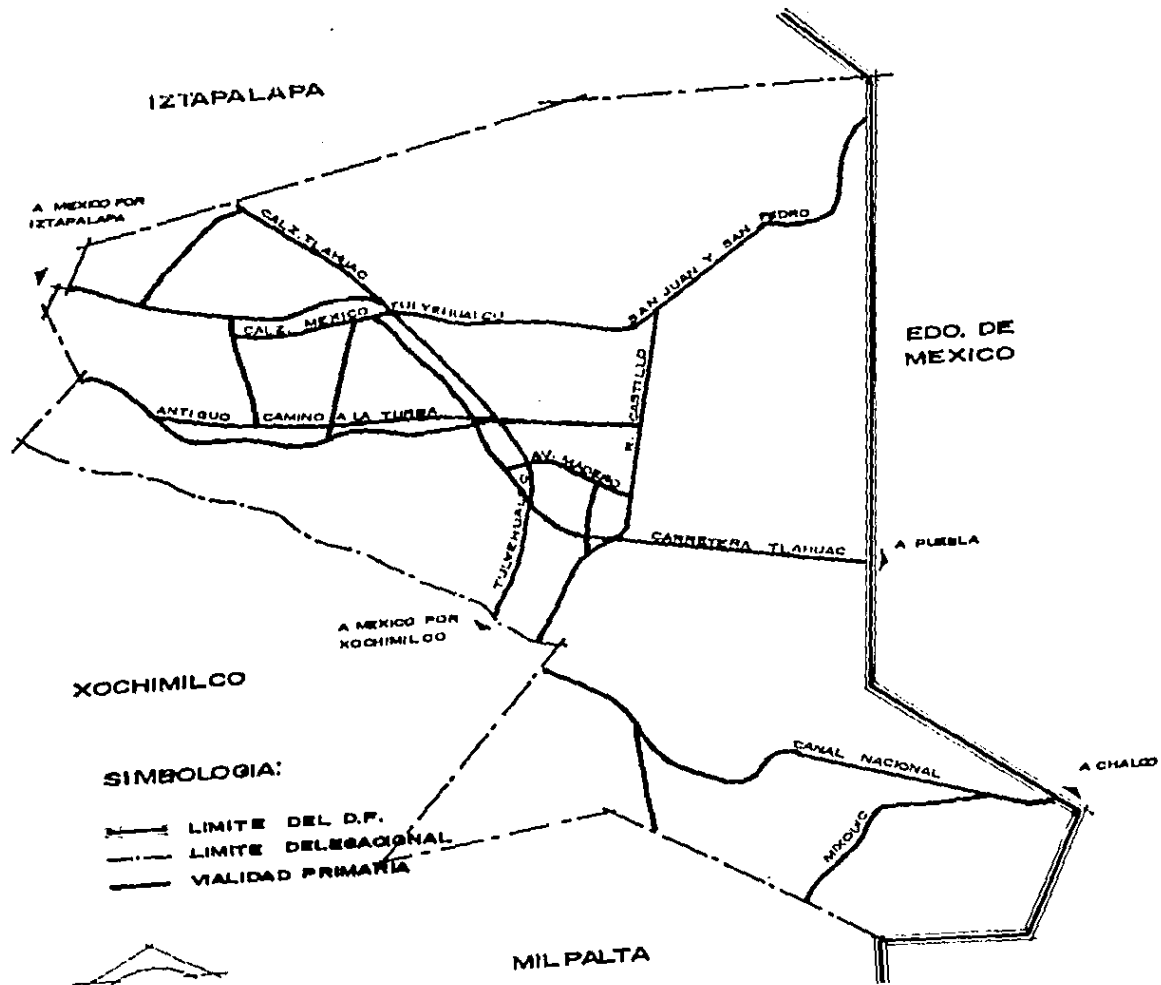 IZTAPALAPA
A MEXICO POR
IZTAPALAPA
CALZ. TLAHUAC
CALZ. MEXICO TULYEHUALCO
SAN JUAN Y SAN PEDRO
EDO. DE
MEXICO
ANTIGUO CAMINO A LA TURBA
R. CASTILLO
AV. MADERO
TULYEHUALCO
CARRETERA TLAHUAC
A PUEBLA
A MEXICO POR
XOCHIMILCO
XOCHIMILCO
CANAL NACIONAL
A CHALCO
MIXQUIC
SIMBOLOGIA:
LIMITE DEL D.F.
LIMITE DELEGACIONAL
VIALIDAD PRIMARIA
MILPALTA